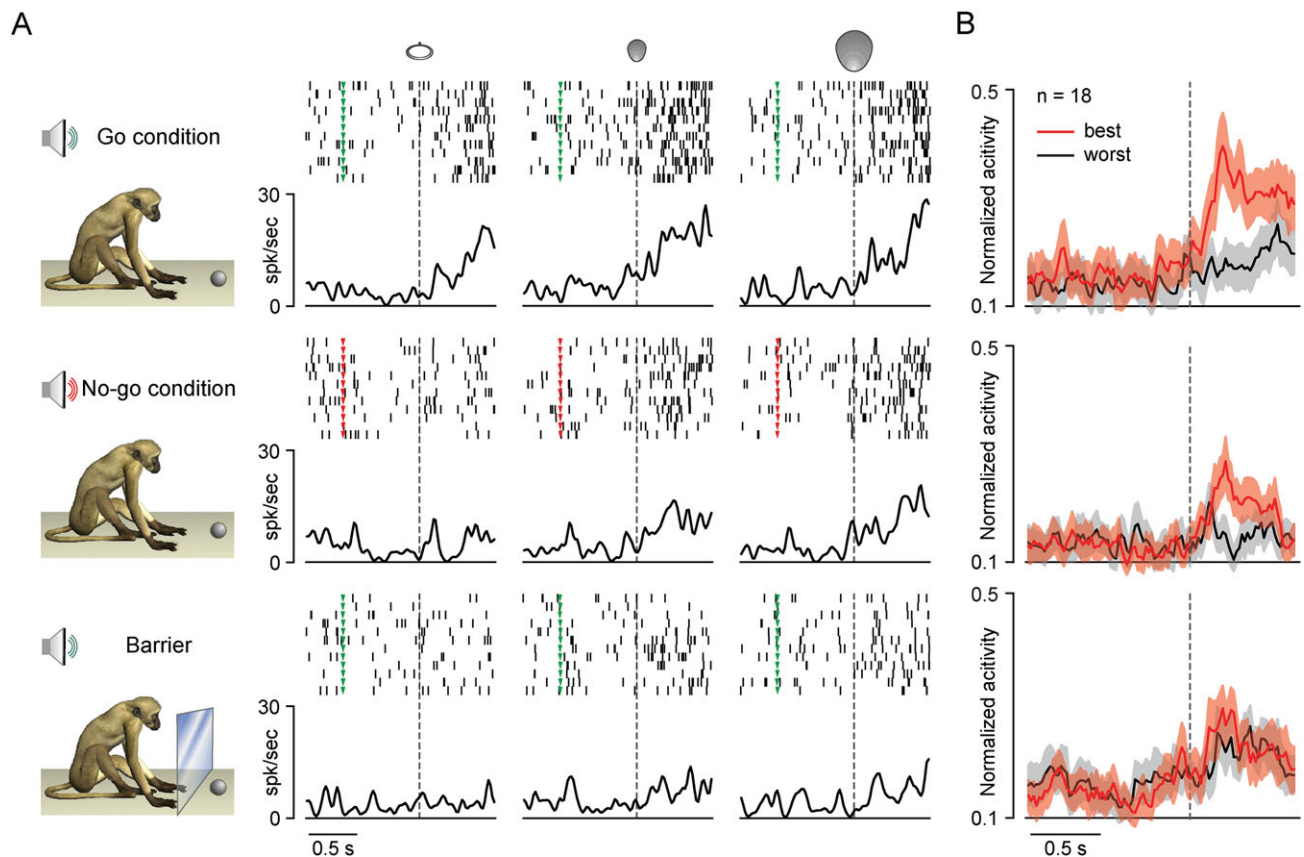 A
B
Go condition
30
spk/sec
0
0.5
n = 18
best
worst
Normalized acitivity
0.1
No-go condition
30
spk/sec
0
0.5
Normalized acitivity
0.1
Barrier
30
spk/sec
0
0.5 s
0.5
Normalized acitivity
0.1
0.5 s